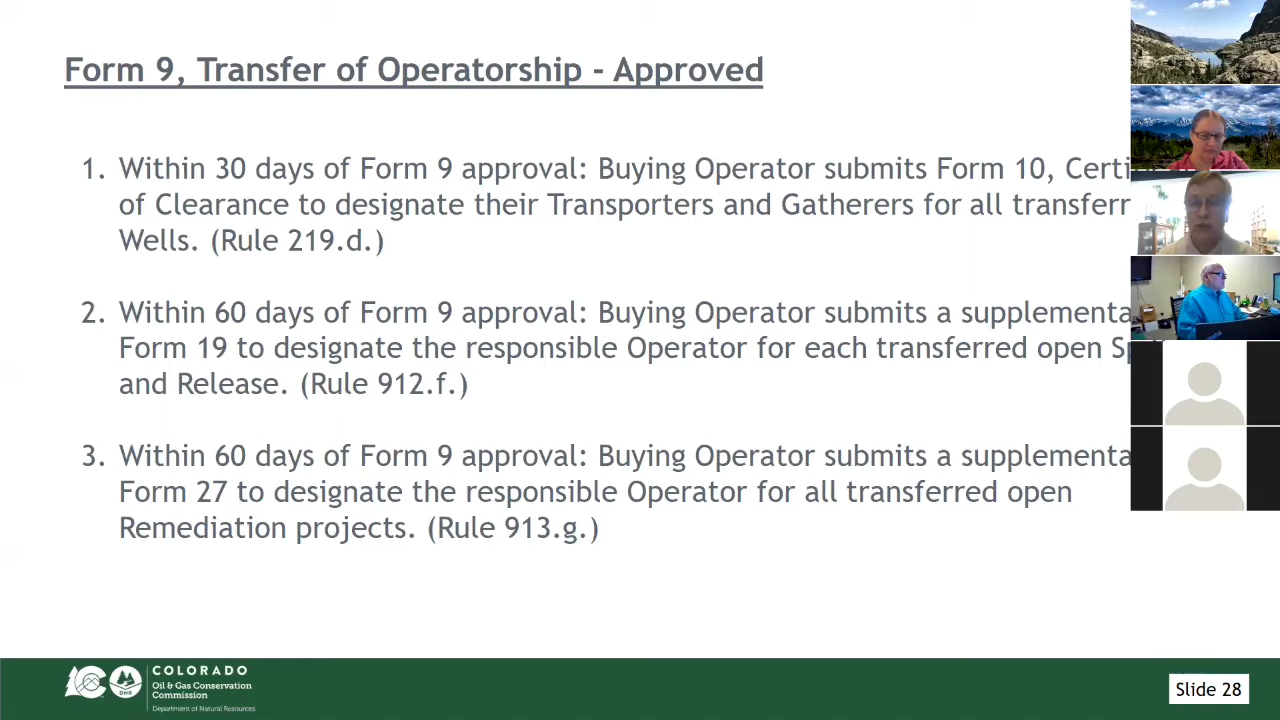 Form 9, Transfer of Operatorship - Approved
1. Within 30 days of Form 9 approval: Buying Operator submits Form 10, Certi
of Clearance to designate their Transporters and Gatherers for all transferr
Wells. (Rule 219.d.)
2. Within 60 days of Form 9 approval: Buying Operator submits a supplementa
Form 19 to designate the responsible Operator for each transferred open Sp
and Release. (Rule 912.f.)
3. Within 60 days of Form 9 approval: Buying Operator submits a supplementa
Form 27 to designate the responsible Operator for all transferred open
Remediation projects. (Rule 913.g.)
COLORADO
Oil & Gas Conservation
Commission
Department of Natural Resources
DNR
Slide 28